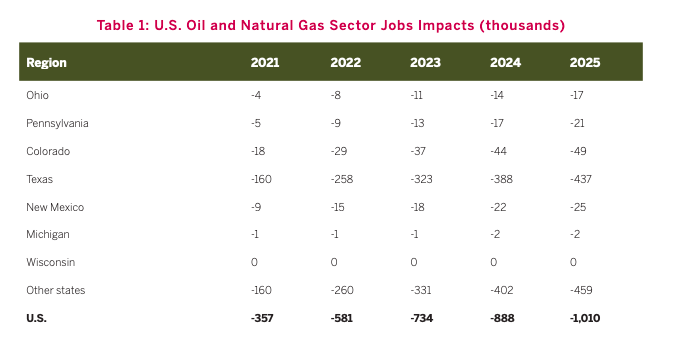 Table 1: U.S. Oil and Natural Gas Sector Jobs Impacts (thousands)
Region 2021 2022 2023 2024 2025
Ohio -4 -8 -11 -14 -17
Pennsylvania -5 -9 -13 -17 -21
Colorado -18 -29 -37 -44 -49
Texas -160 -258 -323 -388 -437
New Mexico -9 -15 -18 -22 -25
Michigan -1 -1 -1 -2 -2
Wisconsin 0 0 0 0 0
Other states -160 -260 -331 -402 -459
U.S. -357 -581 -734 -888 -1,010